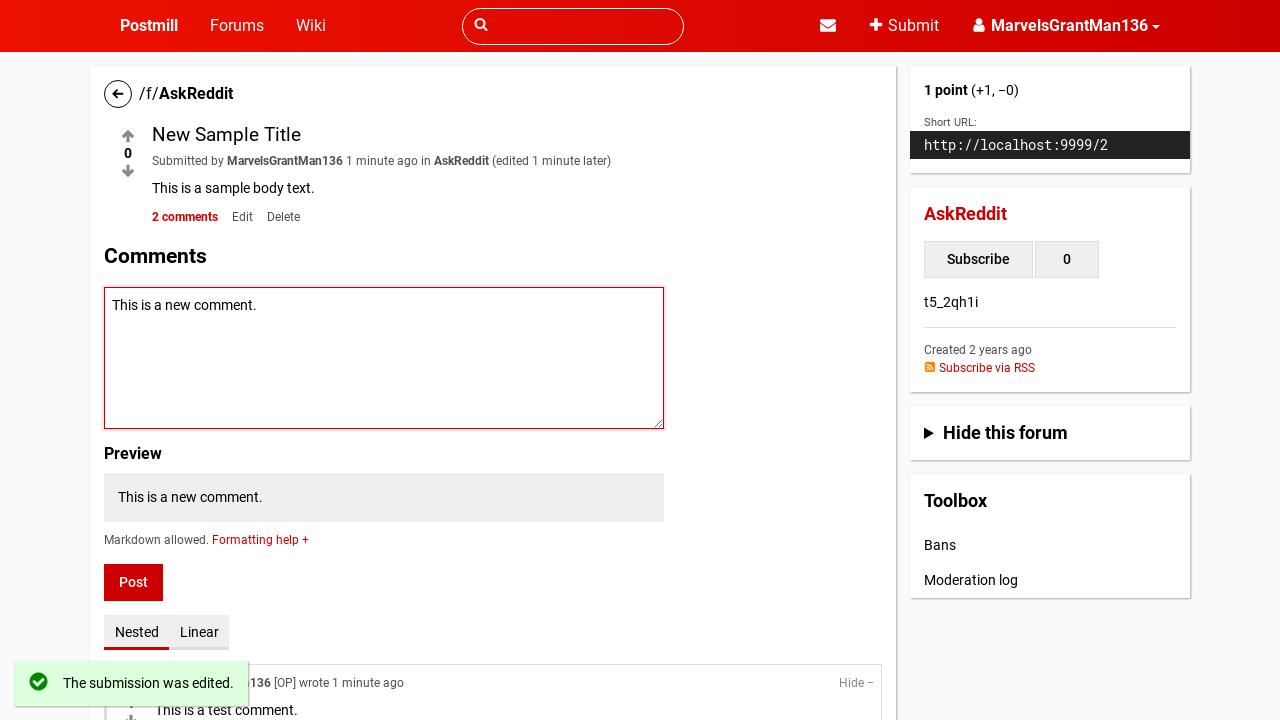 Postmill
Forums
Wiki
Submit
MarvelsGrantMan136
/f/AskReddit
New Sample Title
0
Submitted by MarvelsGrantMan136 1 minute ago in AskReddit (edited 1 minute later)
This is a sample body text.
2 comments Edit Delete
Comments
This is a new comment.
Preview
This is a new comment.
Markdown allowed. Formatting help +
Post
Nested Linear
136 [OP] wrote 1 minute ago
Hide −
This is a test comment.
The submission was edited.
1 point (+1, −0)
Short URL:
http://localhost:9999/2
AskReddit
Subscribe 0
t5_2qh1i
Created 2 years ago
Subscribe via RSS
Hide this forum
Toolbox
Bans
Moderation log